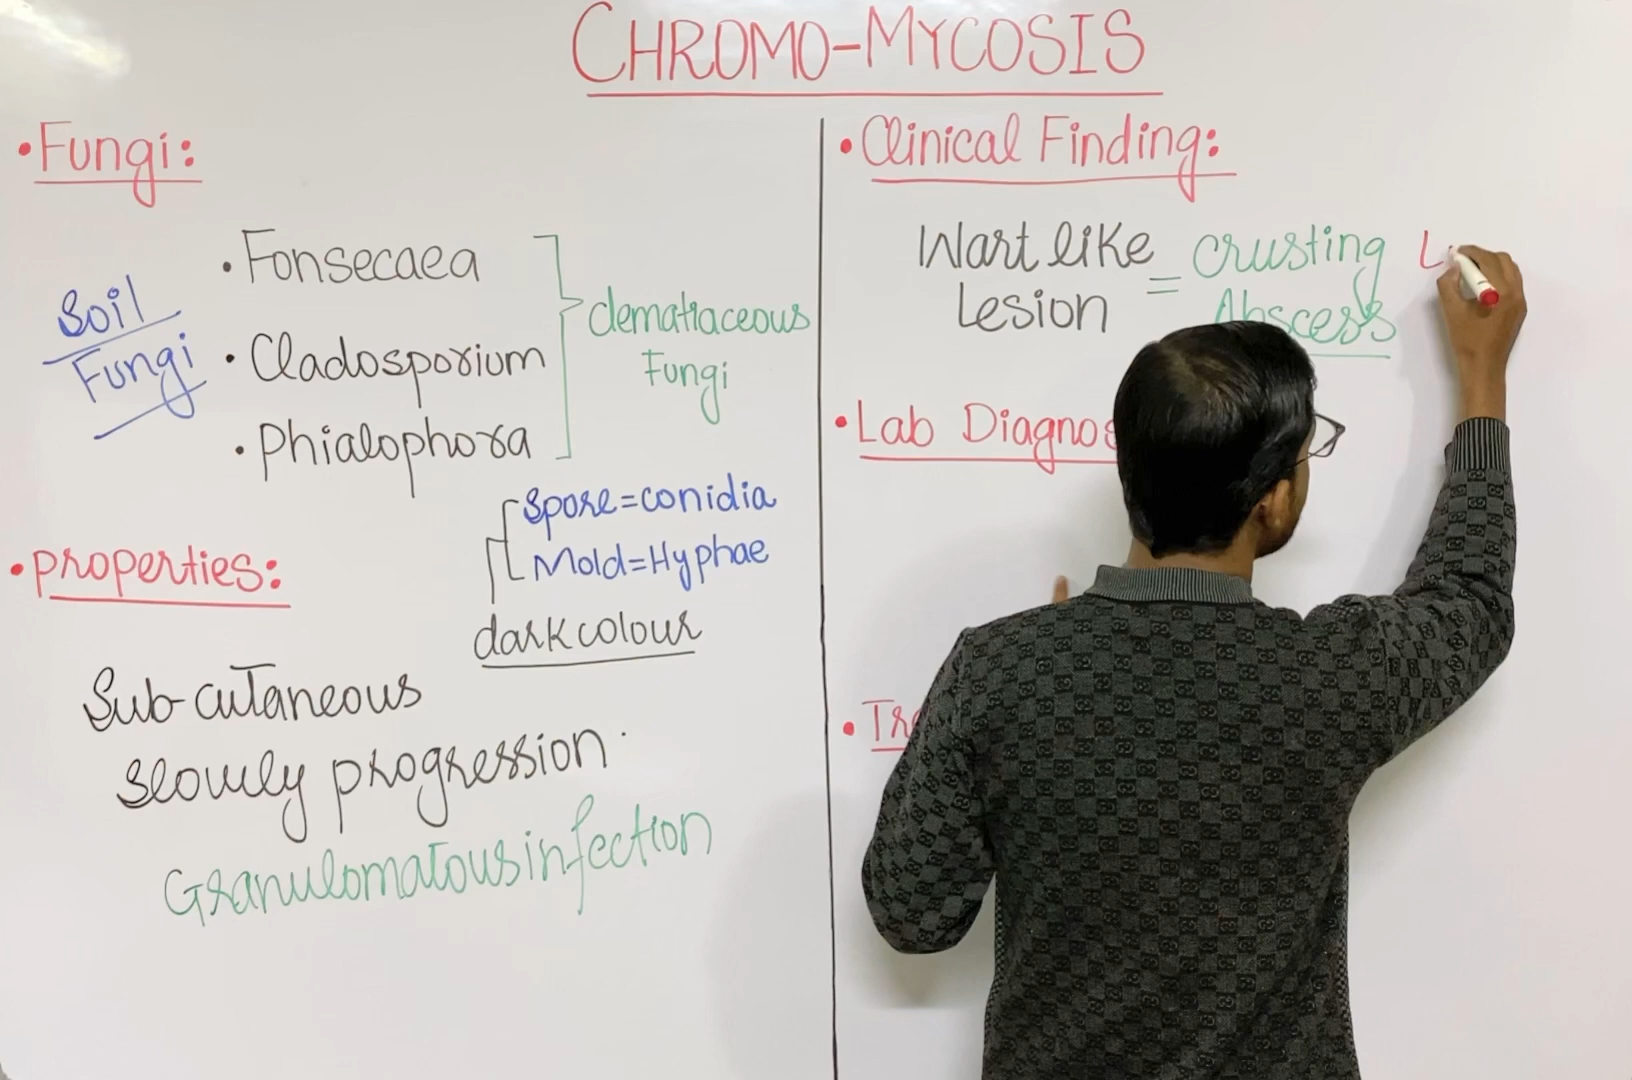 CHROMO-MYCOSIS
• Fungi:
Soil
Fungi
• Fonsecaea
• Cladosporium
• Phialophora
dematiaceous
Fungi
Spore=conidia
Mold=Hyphae
dark colour
• Properties:
Sub-cutaneous
Slowly progression
Granulomatous infection
• Clinical Finding:
Wart like
Lesion
= Crusting
Abscess
L
• Lab Diagnos
• Tre